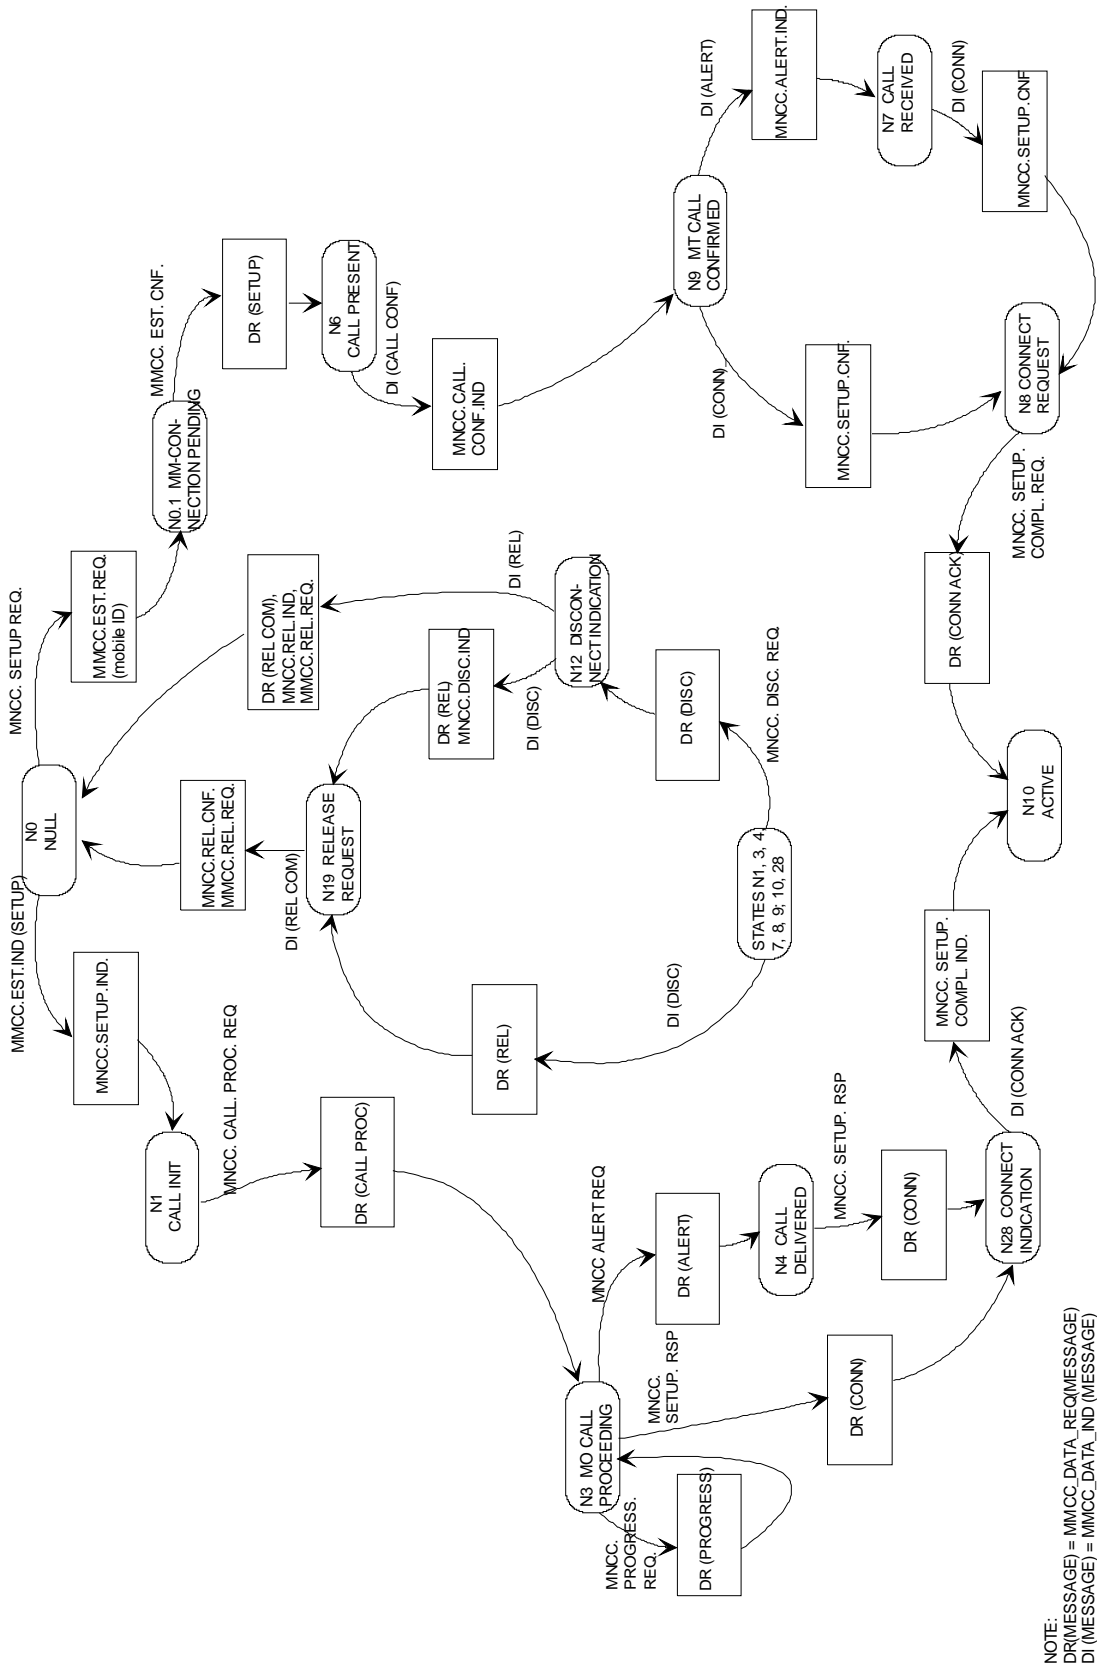 MMCC.EST.IND (SETUP)
N0
NULL
MNCC. SETUP REQ.
MNCC.SETUP.IND.
MMCC.EST.REQ.
(mobile ID)
N1
CALL INIT
MNCC. CALL. PROC. REQ
MNCC.REL.CNF.
MMCC.REL.REQ.
N0.1 MM-CON-
NECTION PENDING
MMCC. EST. CNF.
DR (REL COM),
MNCC.REL.IND,
MMCC.REL.REQ.
DR (SETUP)
DR (CALL PROC)
DI (REL COM)
N19 RELEASE
REQUEST
N6
CALL PRESENT
DI (CALL CONF)
DR (REL)
DR (REL)
MNCC.DISC.IND
DI (DISC)
DI (REL)
MNCC.CALL.
CONF.IND
N3 MO CALL
PROCEEDING
MNCC ALERT REQ
N12 DISCON-
NECT INDICATION
MNCC.
PROGRESS.
REQ.
MNCC.
SETUP. RSP
DR (ALERT)
DI (DISC)
DR (DISC)
N9 MT CALL
CONFIRMED
DI (ALERT)
DR (PROGRESS)
DI (CONN)
N4 CALL
DELIVERED
MNCC. SETUP. RSP
STATES N1, 3, 4,
7, 8, 9; 10, 28
MNCC. DISC. REQ.
MNCC.ALERT.IND.
DR (CONN)
DR (CONN)
MNCC.SETUP.CNF.
N7 CALL
RECEIVED
DI (CONN)
MNCC. SETUP.
COMPL. IND.
DR (CONN ACK)
MNCC.SETUP.CNF
N28 CONNECT
INDICATION
DI (CONN ACK)
N10
ACTIVE
MNCC. SETUP.
COMPL. REQ.
N8 CONNECT
REQUEST
NOTE:
DR(MESSAGE) = MMCC_DATA_REQ(MESSAGE)
DI (MESSAGE) = MMCC_DATA_IND (MESSAGE)